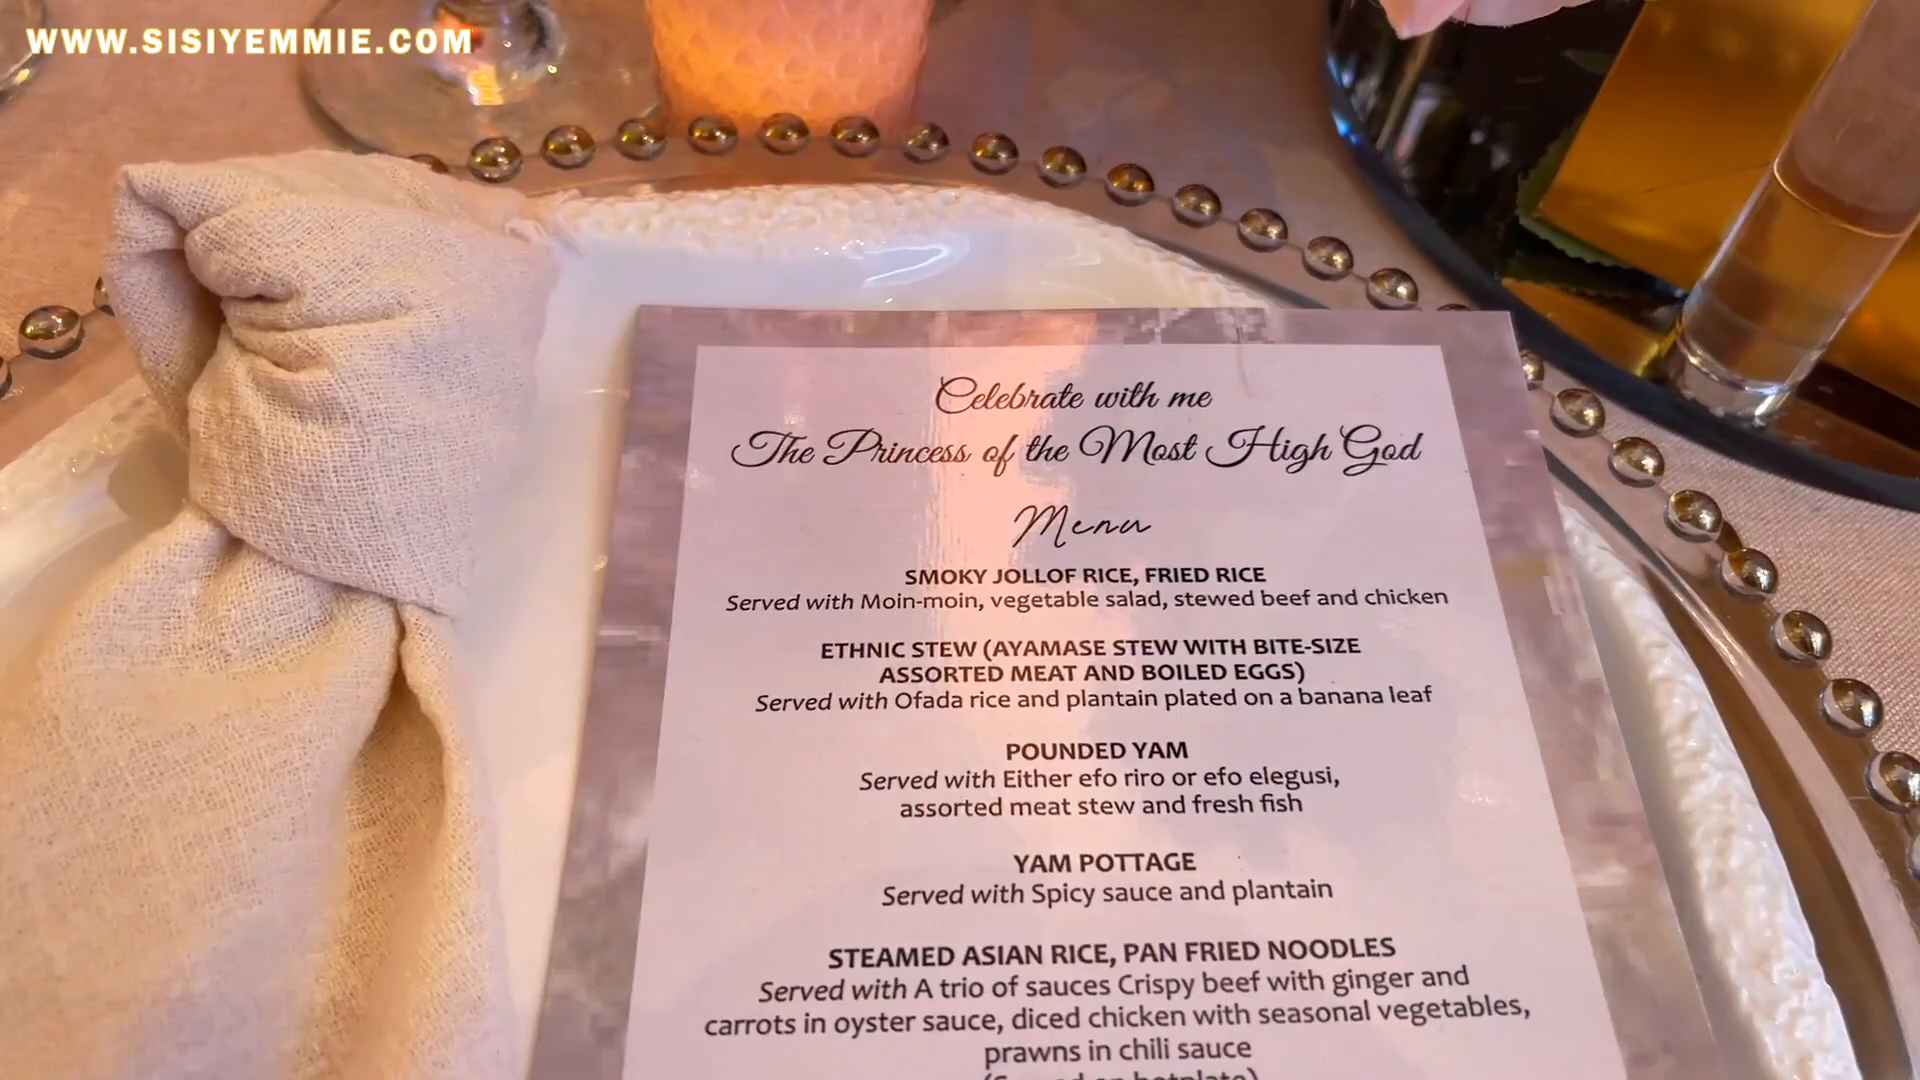 WWW.SISIYEMMIE.COM
Celebrate with me
The Princess of the Most High God
Menu
SMOKY JOLLOF RICE, FRIED RICE
Served with Moin-moin, vegetable salad, stewed beef and chicken
ETHNIC STEW (AYAMASE STEW WITH BITE-SIZE
ASSORTED MEAT AND BOILED EGGS)
Served with Ofada rice and plantain plated on a banana leaf
POUNDED YAM
Served with Either efo riro or efo elegusi,
assorted meat stew and fresh fish
YAM POTTAGE
Served with Spicy sauce and plantain
STEAMED ASIAN RICE, PAN FRIED NOODLES
Served with A trio of sauces Crispy beef with ginger and
carrots in oyster sauce, diced chicken with seasonal vegetables,
prawns in chili sauce